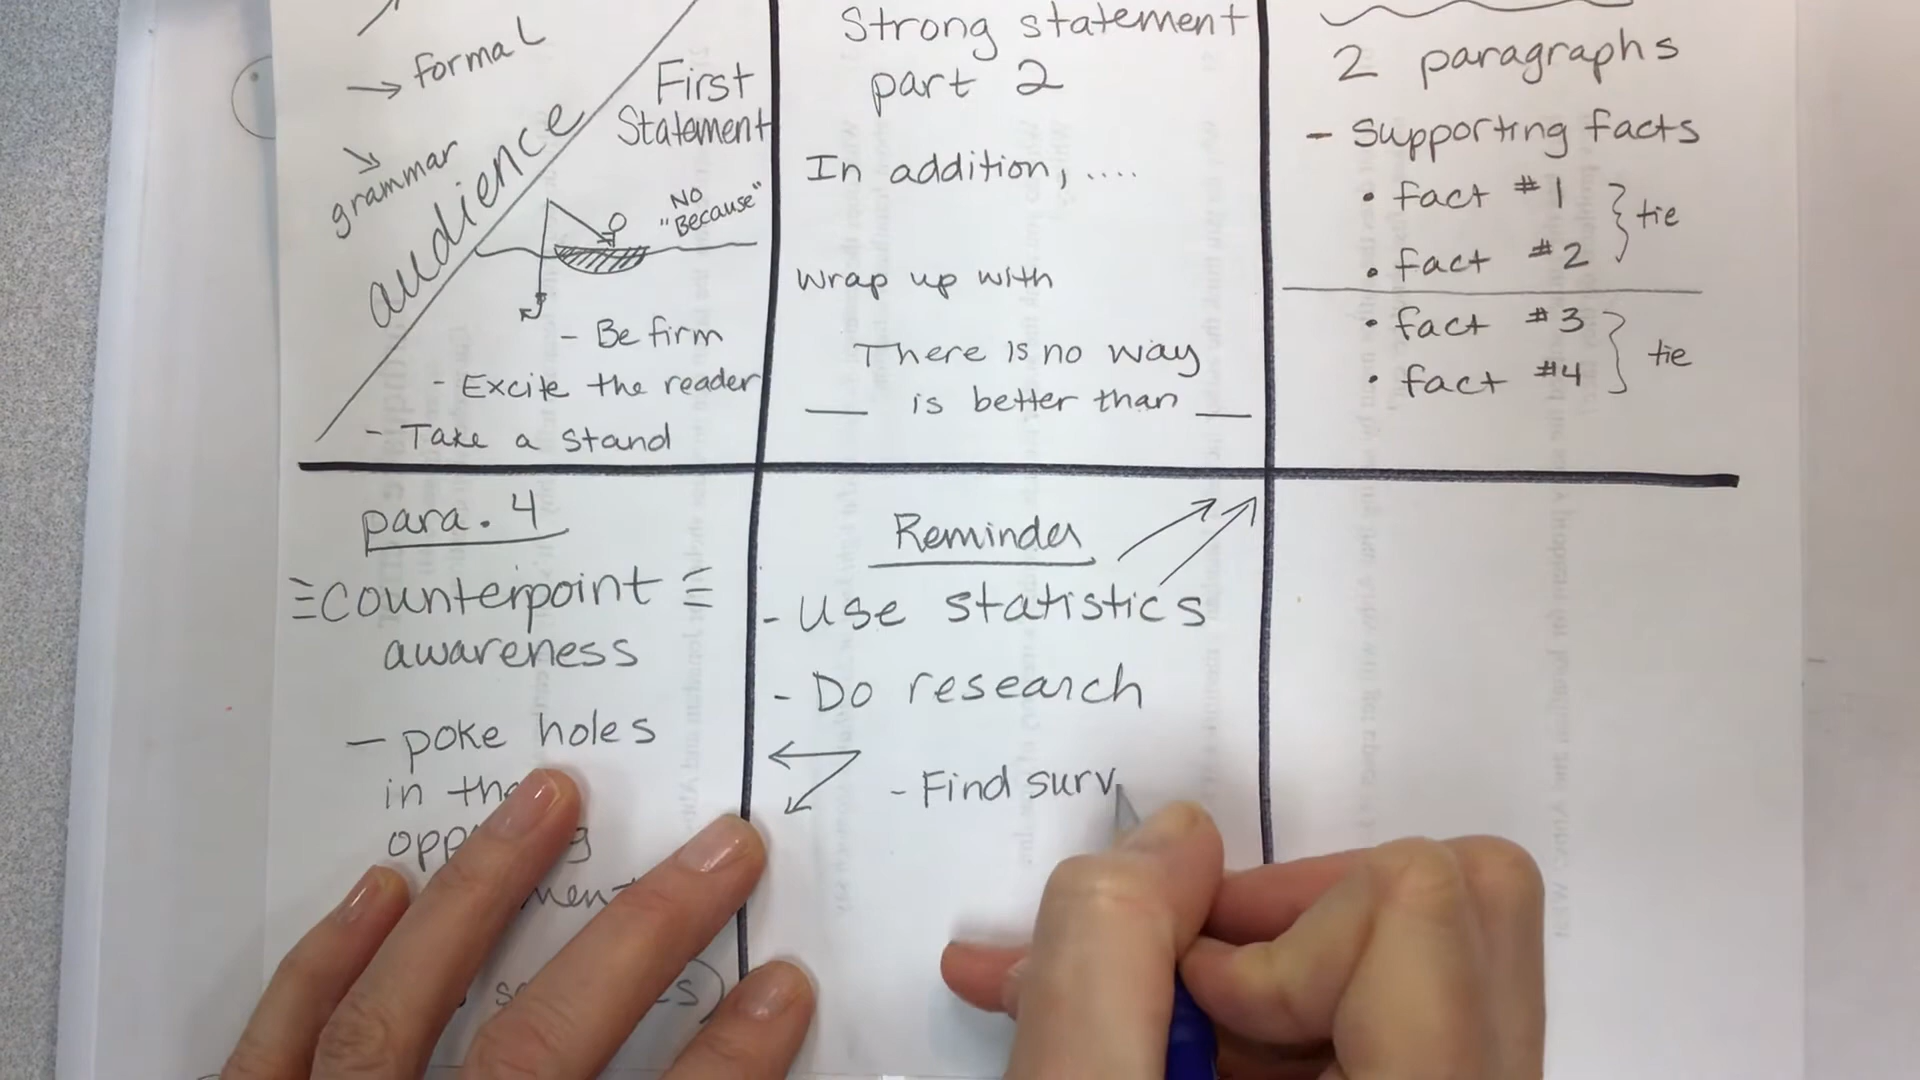 formal
grammar
audience
First
Statement
NO
"Because"
- Be firm
- Excite the reader
- Take a stand
Strong statement
part 2
In addition, ....
Wrap up with
There is no way
__ is better than __
2 paragraphs
- Supporting facts
• fact #1
• fact #2
tie
• fact #3
• fact #4
tie
para. 4
Counterpoint
awareness
- poke holes
in
Reminder
- Use statistics
- Do research
- Find surv